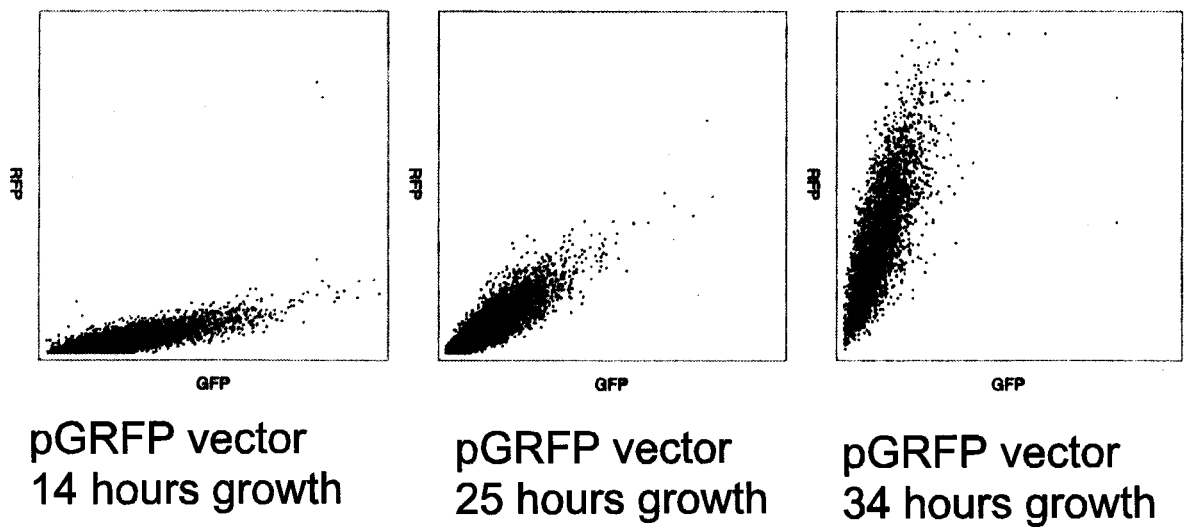 RFP
GFP
pGRFP vector
14 hours growth
RFP
GFP
pGRFP vector
25 hours growth
RFP
GFP
pGRFP vector
34 hours growth